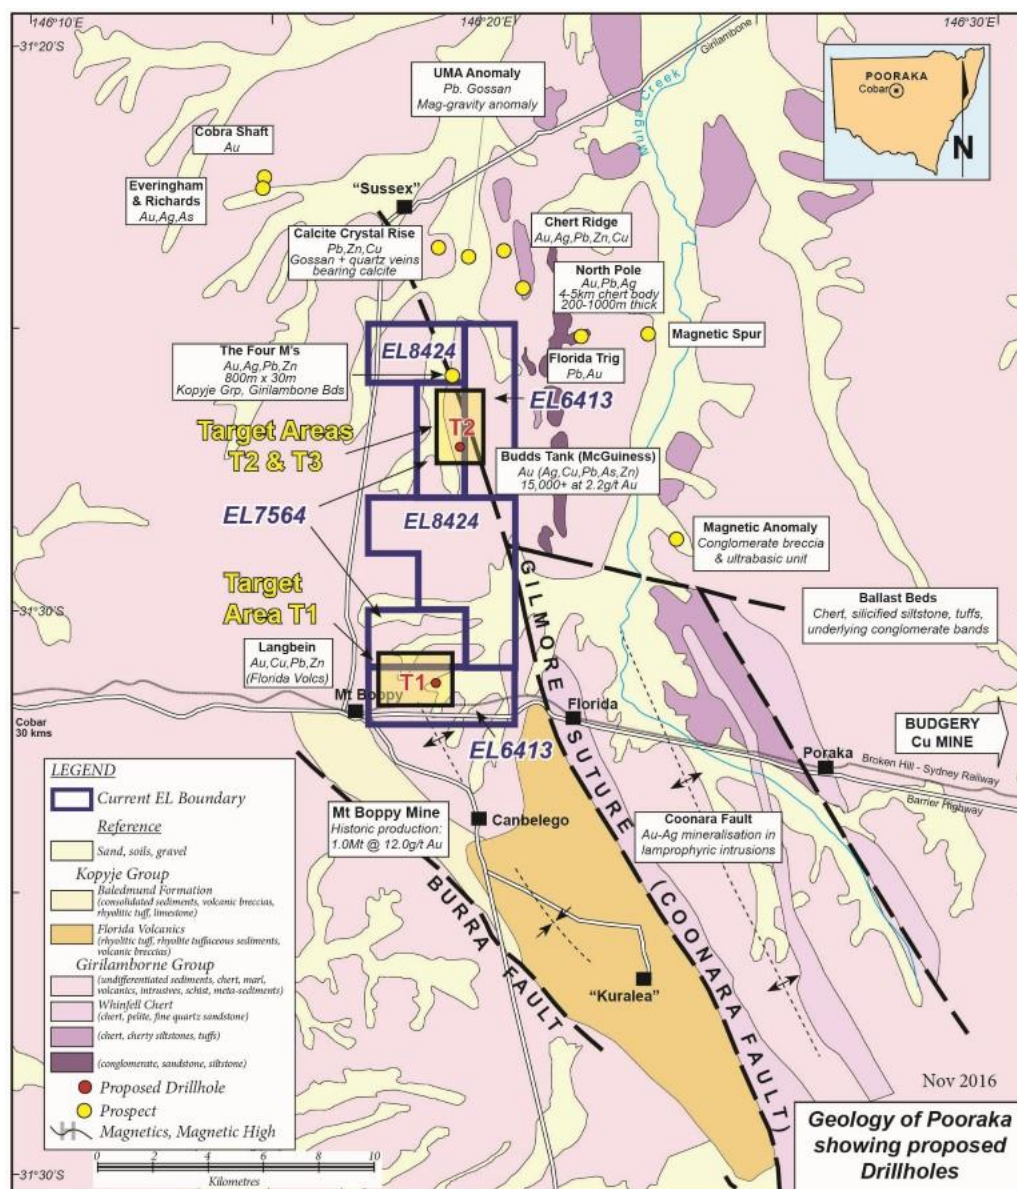 146°10'E
146°20'E
146°30'E
31°20'S
Girilambone
UMA Anomaly
Pb. Gossan
Mag-gravity anomaly
Mulga Creek
POORAKA
Cobar
N
Cobra Shaft
Au
Everingham
& Richards
Au,Ag,As
"Sussex"
Calcite Crystal Rise
Pb,Zn,Cu
Gossan + quartz veins
bearing calcite
Chert Ridge
Au,Ag,Pb,Zn,Cu
North Pole
Au,Pb,Ag
4-5km chert body
200-1000m thick
Magnetic Spur
Florida Trig
Pb,Au
The Four M's
Au,Ag,Pb,Zn
800m x 30m
Kopyje Grp, Girilambone Bds
EL8424
EL6413
Target Areas
T2 & T3
T2
Budds Tank (McGuiness)
Au (Ag,Cu,Pb,As,Zn)
15,000+ at 2.2g/t Au
EL7564
EL8424
Magnetic Anomaly
Conglomerate breccia
& ultrabasic unit
Target
Area T1
31°30'S
Ballast Beds
Chert, silicified siltstone, tuffs,
underlying conglomerate bands
Langbein
Au,Cu,Pb,Zn
(Florida Volcs)
T1
Mt Boppy
GILMORE SUTURE
(COONARA FAULT)
Florida
EL6413
Cobar
30 kms
BUDGERY
Cu MINE
Poraka
Broken Hill - Sydney Railway
Barrier Highway
Mt Boppy Mine
Historic production:
1.0Mt @ 12.0g/t Au
Canbelego
Coonara Fault
Au-Ag mineralisation in
lamprophyric intrusions
BURRA FAULT
"Kuralea"
LEGEND
Current EL Boundary
Reference
Sand, soils, gravel
Kopyje Group
Baledmund Formation
(consolidated sediments, volcanic breccias,
rhyolitic tuff, limestone)
Florida Volcanics
(rhyolitic tuff, rhyolite tuffaceous sediments,
volcanic breccias)
Girilamborne Group
(undifferentiated sediments, chert, marl,
volcanics, intrusives, schist, meta-sediments)
Whinfell Chert
(chert, pelite, fine quartz sandstone)
(chert, cherty siltstones, tuffs)
(conglomerate, sandstone, siltstone)
Proposed Drillhole
Prospect
Magnetics, Magnetic High
0 2 4 6 8 10
Kilometres
31°30'S
Nov 2016
Geology of Pooraka
showing proposed
Drillholes